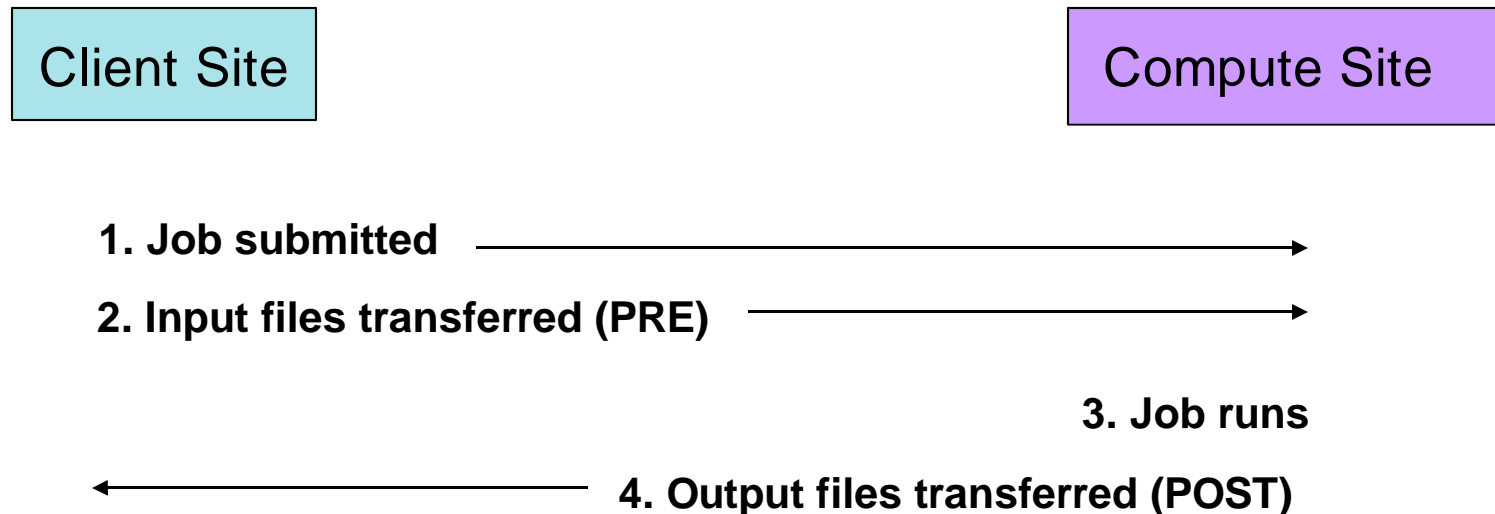 Client Site
Compute Site
1. Job submitted
2. Input files transferred (PRE)
3. Job runs
4. Output files transferred (POST)